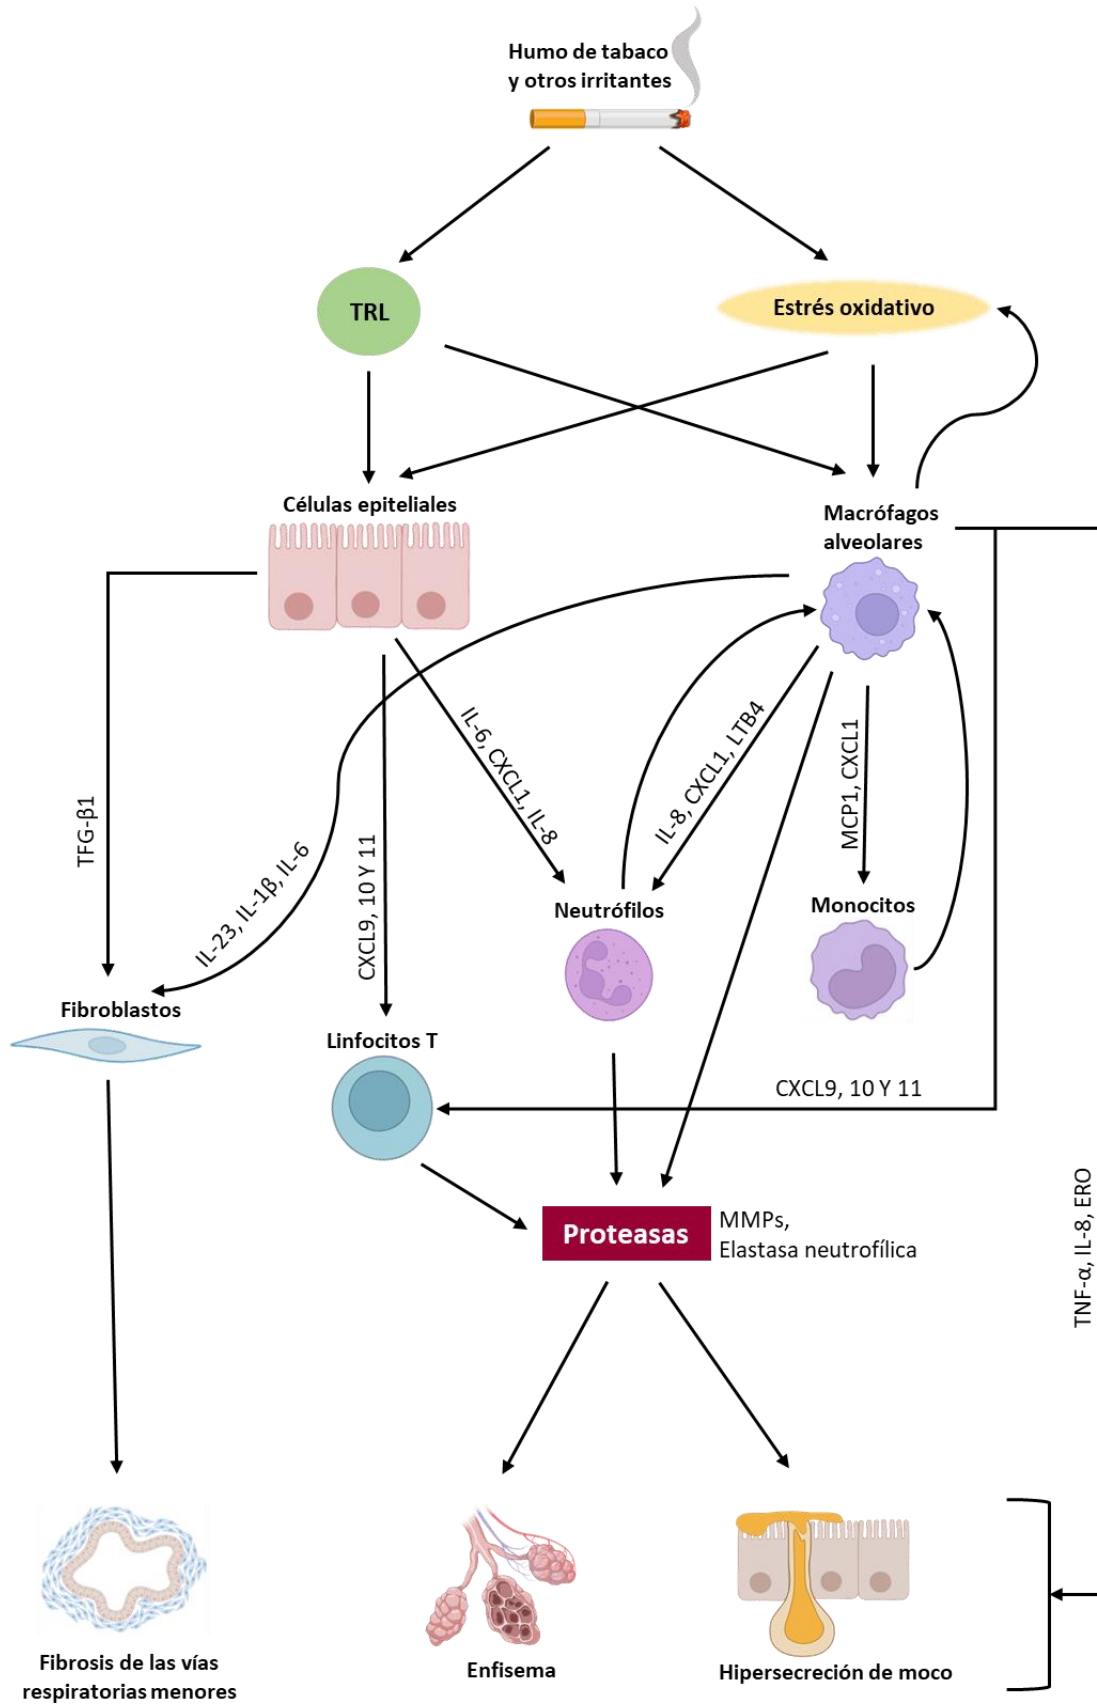 Humo de tabaco
y otros irritantes
TRL
Estrés oxidativo
Células epiteliales
Macrófagos
alveolares
TFG-β1
IL-23, IL-1β, IL-6
CXCL9, 10 Y 11
IL-6, CXCL1, IL-8
IL-8, CXCL1, LTB4
MCP1, CXCL1
Neutrófilos
Monocitos
Fibroblastos
Linfocitos T
CXCL9, 10 Y 11
Proteasas
MMPs,
Elastasa neutrofílica
TNF-α, IL-8, ERO
Fibrosis de las vías
respiratorias menores
Enfisema
Hipersecreción de moco